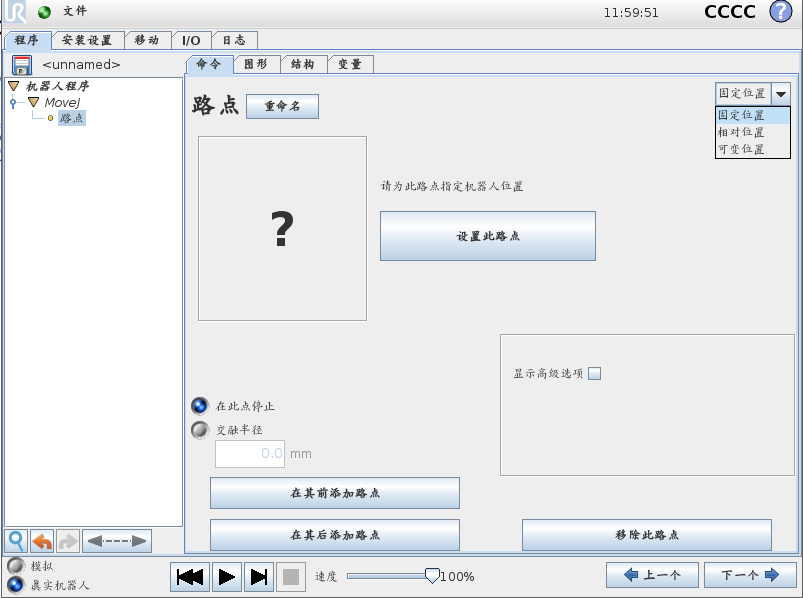 UR 文件 11:59:51 CCCC ?
程序 安装设置 移动 I/O 日志
<unnamed> 命令 图形 结构 变量
机器人程序
MoveJ
路点
路点 重命名 固定位置
固定位置
相对位置
可变位置
请为此路点指定机器人位置
?
设置此路点
显示高级选项
在此点停止
交融半径
0.0 mm
在其前添加路点
在其后添加路点 移除此路点
模拟
真实机器人
速度 100% 上一个 下一个